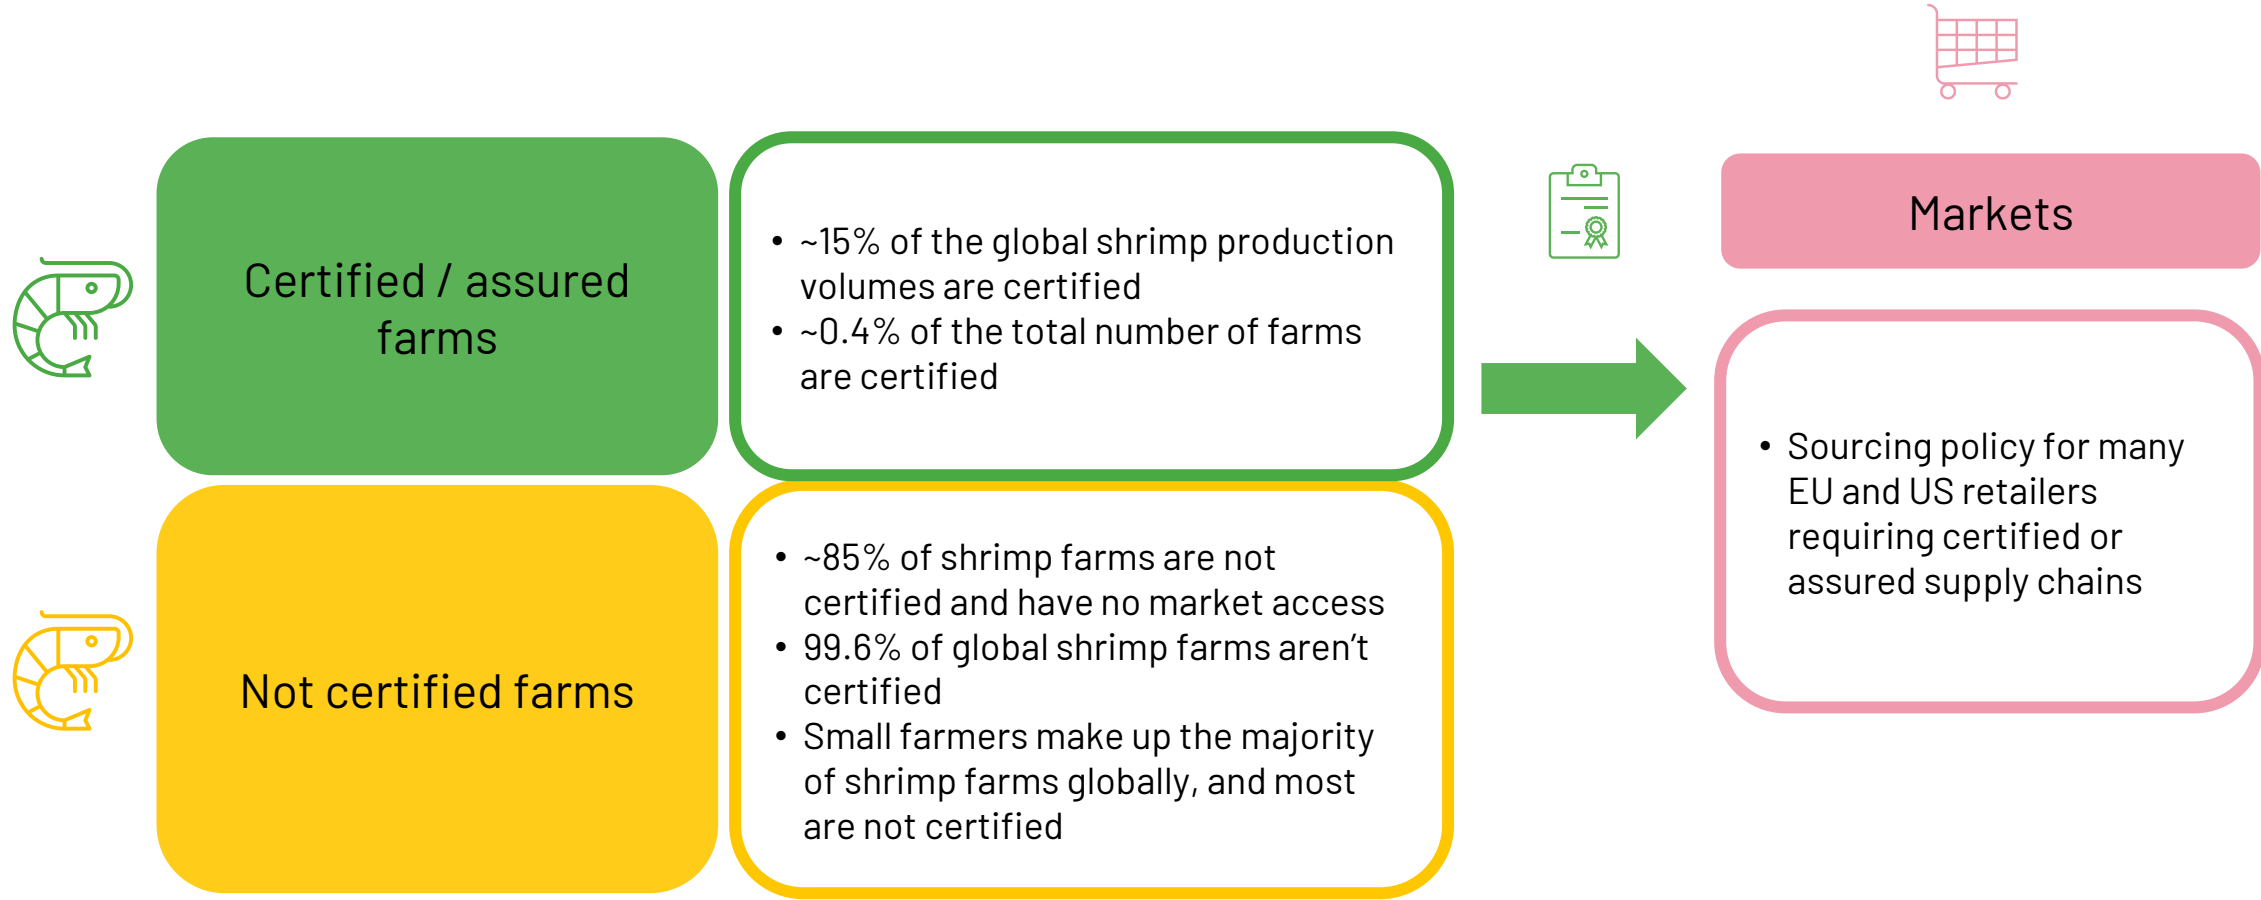 Certified / assured
farms
• ~15% of the global shrimp production
volumes are certified
• ~0.4% of the total number of farms
are certified
Not certified farms
• ~85% of shrimp farms are not
certified and have no market access
• 99.6% of global shrimp farms aren’t
certified
• Small farmers make up the majority
of shrimp farms globally, and most
are not certified
Markets
• Sourcing policy for many
EU and US retailers
requiring certified or
assured supply chains